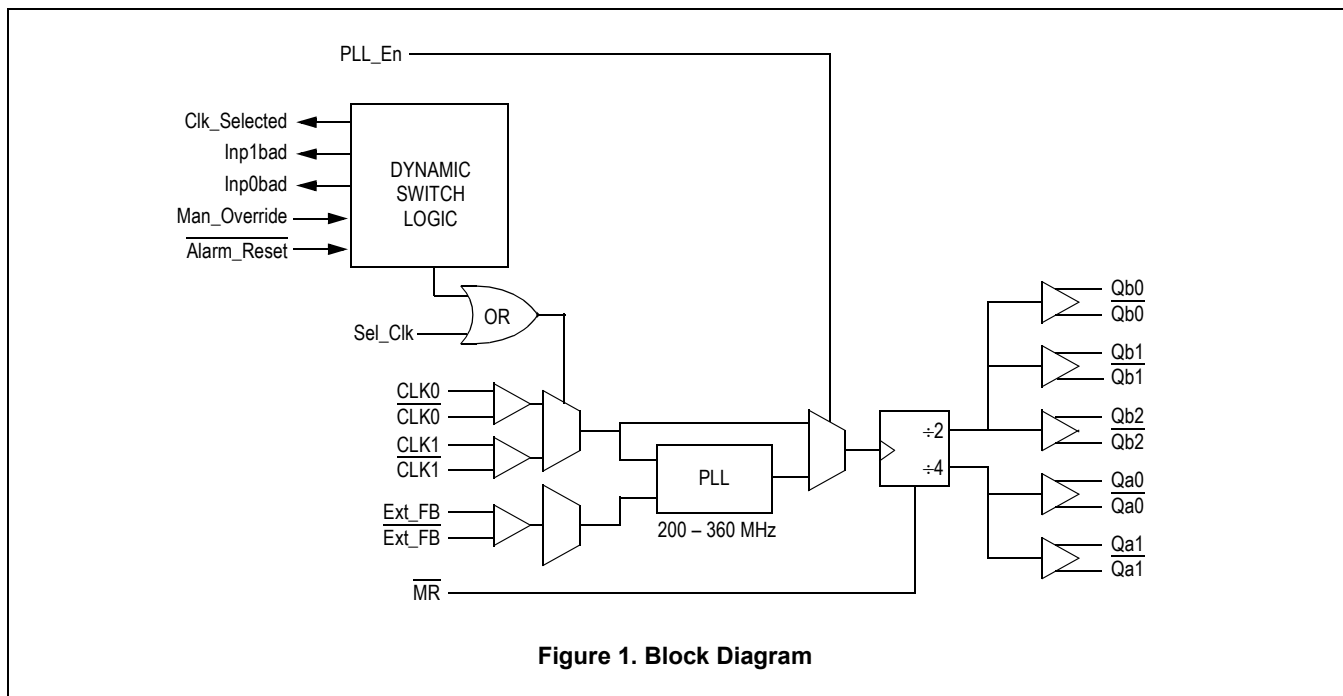 PLL_En
Clk_Selected
Inp1bad
Inp0bad
Man_Override
Alarm_Reset
DYNAMIC
SWITCH
LOGIC
OR
Sel_Clk
CLK0
CLK0
CLK1
CLK1
Ext_FB
Ext_FB
MR
PLL
200 – 360 MHz
÷2
÷4
Qb0
Qb0
Qb1
Qb1
Qb2
Qb2
Qa0
Qa0
Qa1
Qa1
Figure 1. Block Diagram